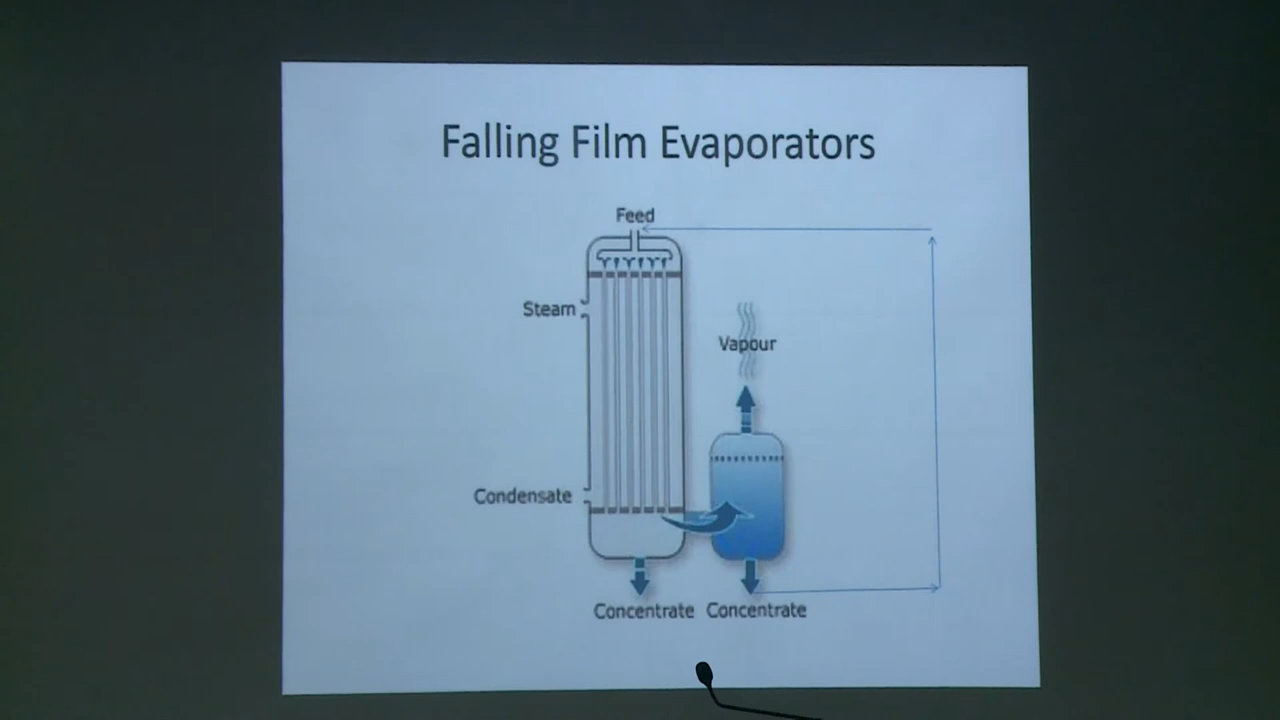 Falling Film Evaporators
Feed
Steam
Vapour
Condensate
Concentrate
Concentrate